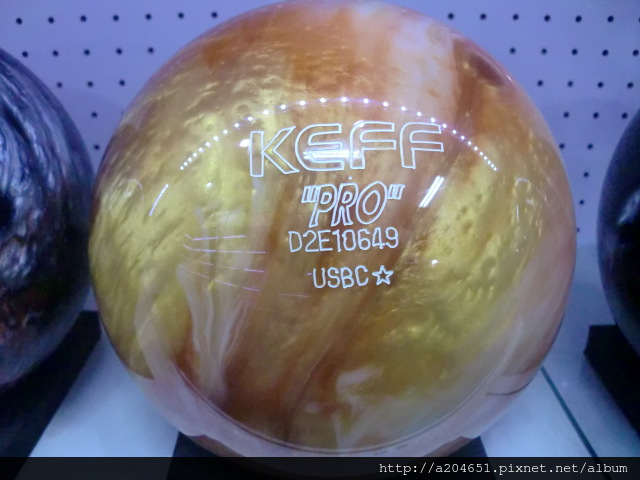 KEFF
"PRO"
D2E10649
USBC☆
http://a204651.pixnet.net/album